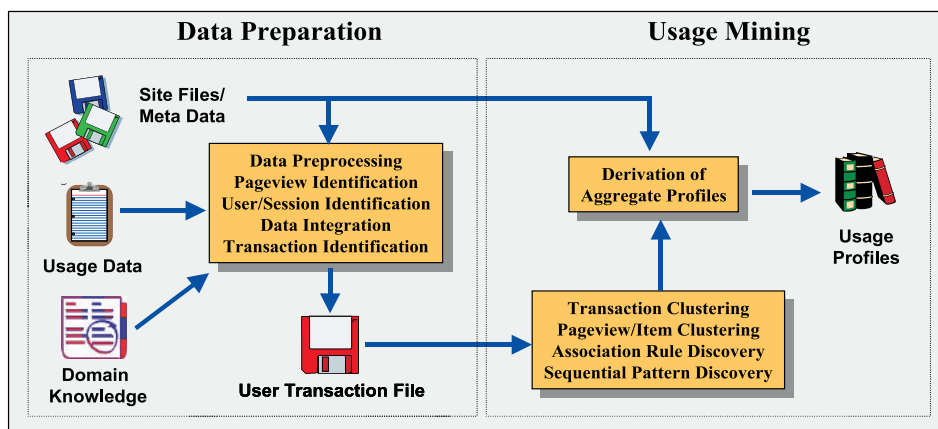 Data Preparation
Usage Mining
Site Files/
Meta Data
Data Preprocessing
Pageview Identification
User/Session Identification
Data Integration
Transaction Identification
Usage Data
Domain
Knowledge
User Transaction File
Derivation of
Aggregate Profiles
Usage
Profiles
Transaction Clustering
Pageview/Item Clustering
Association Rule Discovery
Sequential Pattern Discovery